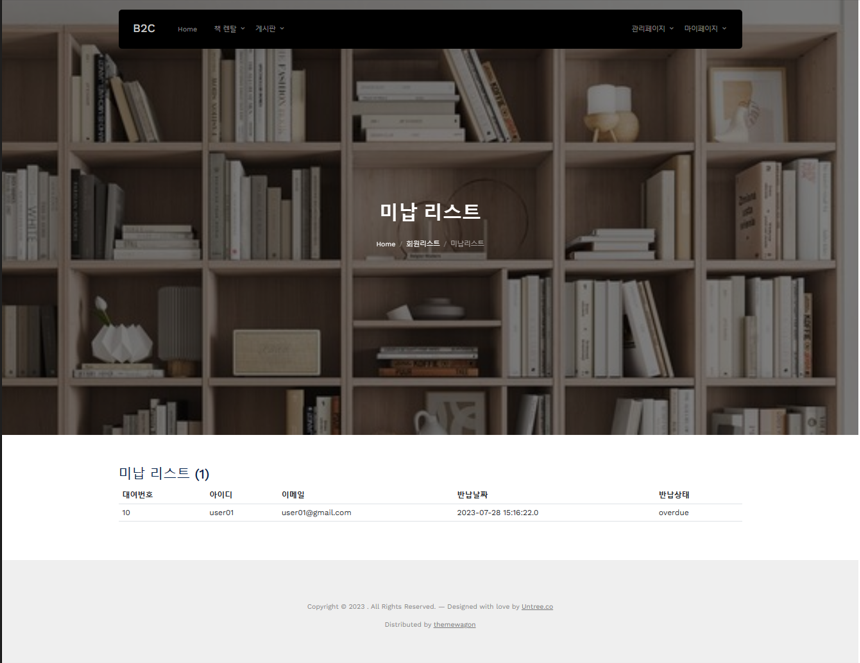 B2C Home 책 렌탈 게시판 관리페이지 마이페이지
미납 리스트
Home / 회원리스트 / 미납리스트
미납 리스트 (1)
대여번호 아이디 이메일 반납날짜 반납상태
10 user01 user01@gmail.com 2023-07-28 15:16:22.0 overdue
Copyright © 2023 . All Rights Reserved. — Designed with love by Untree.co
Distributed by themewagon